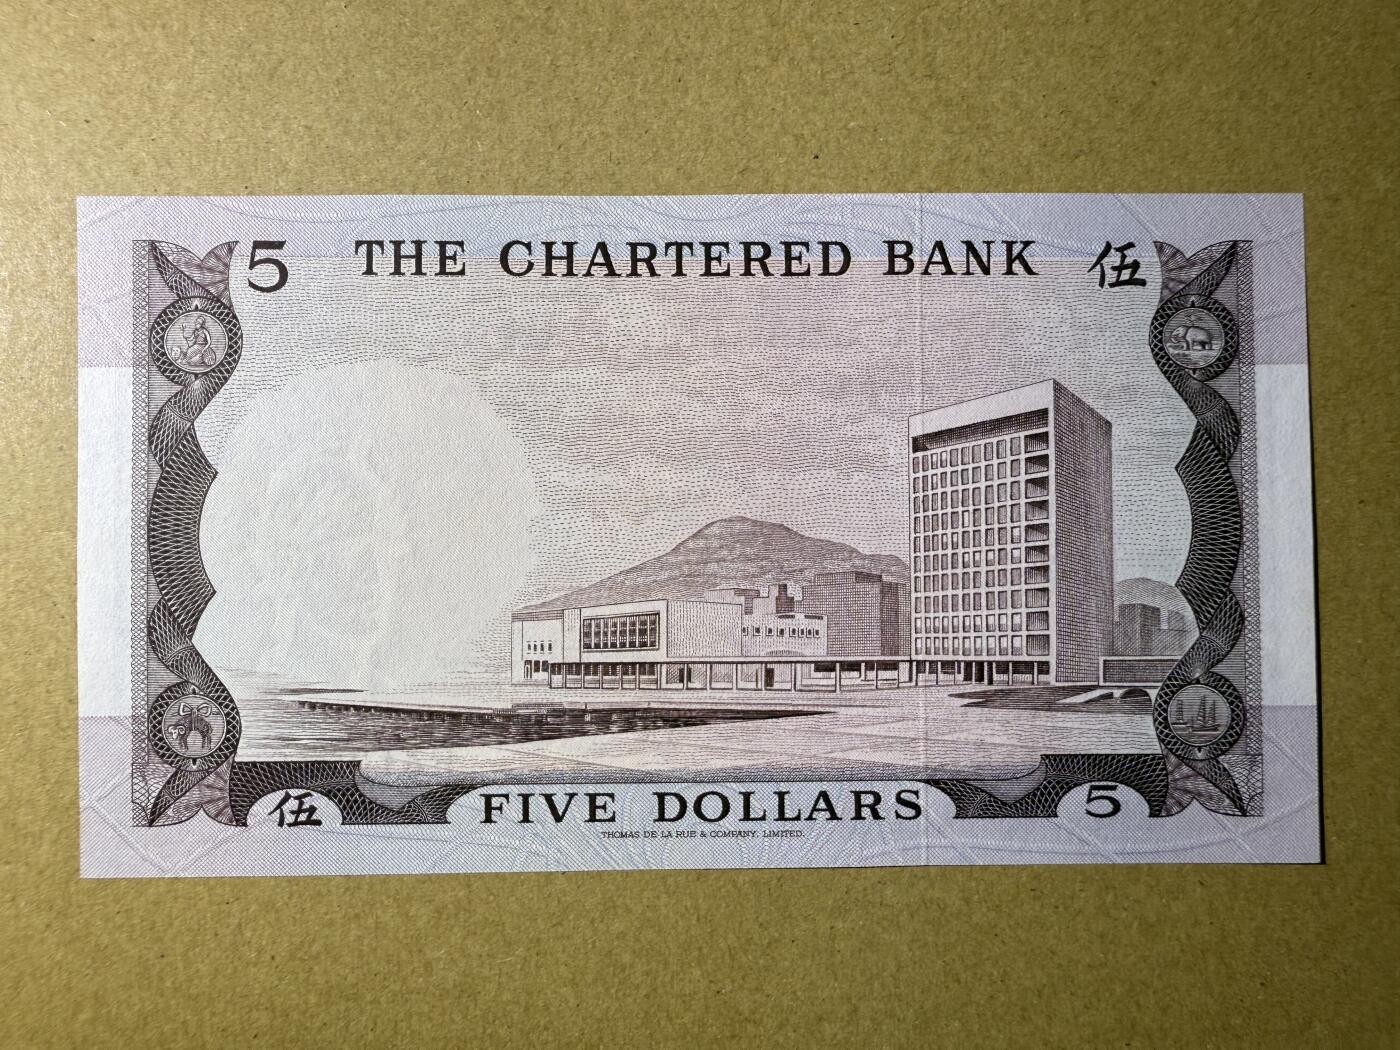 5 THE CHARTERED BANK 伍
伍 FIVE DOLLARS 5
THOMAS DE LA RUE & COMPANY, LIMITED.